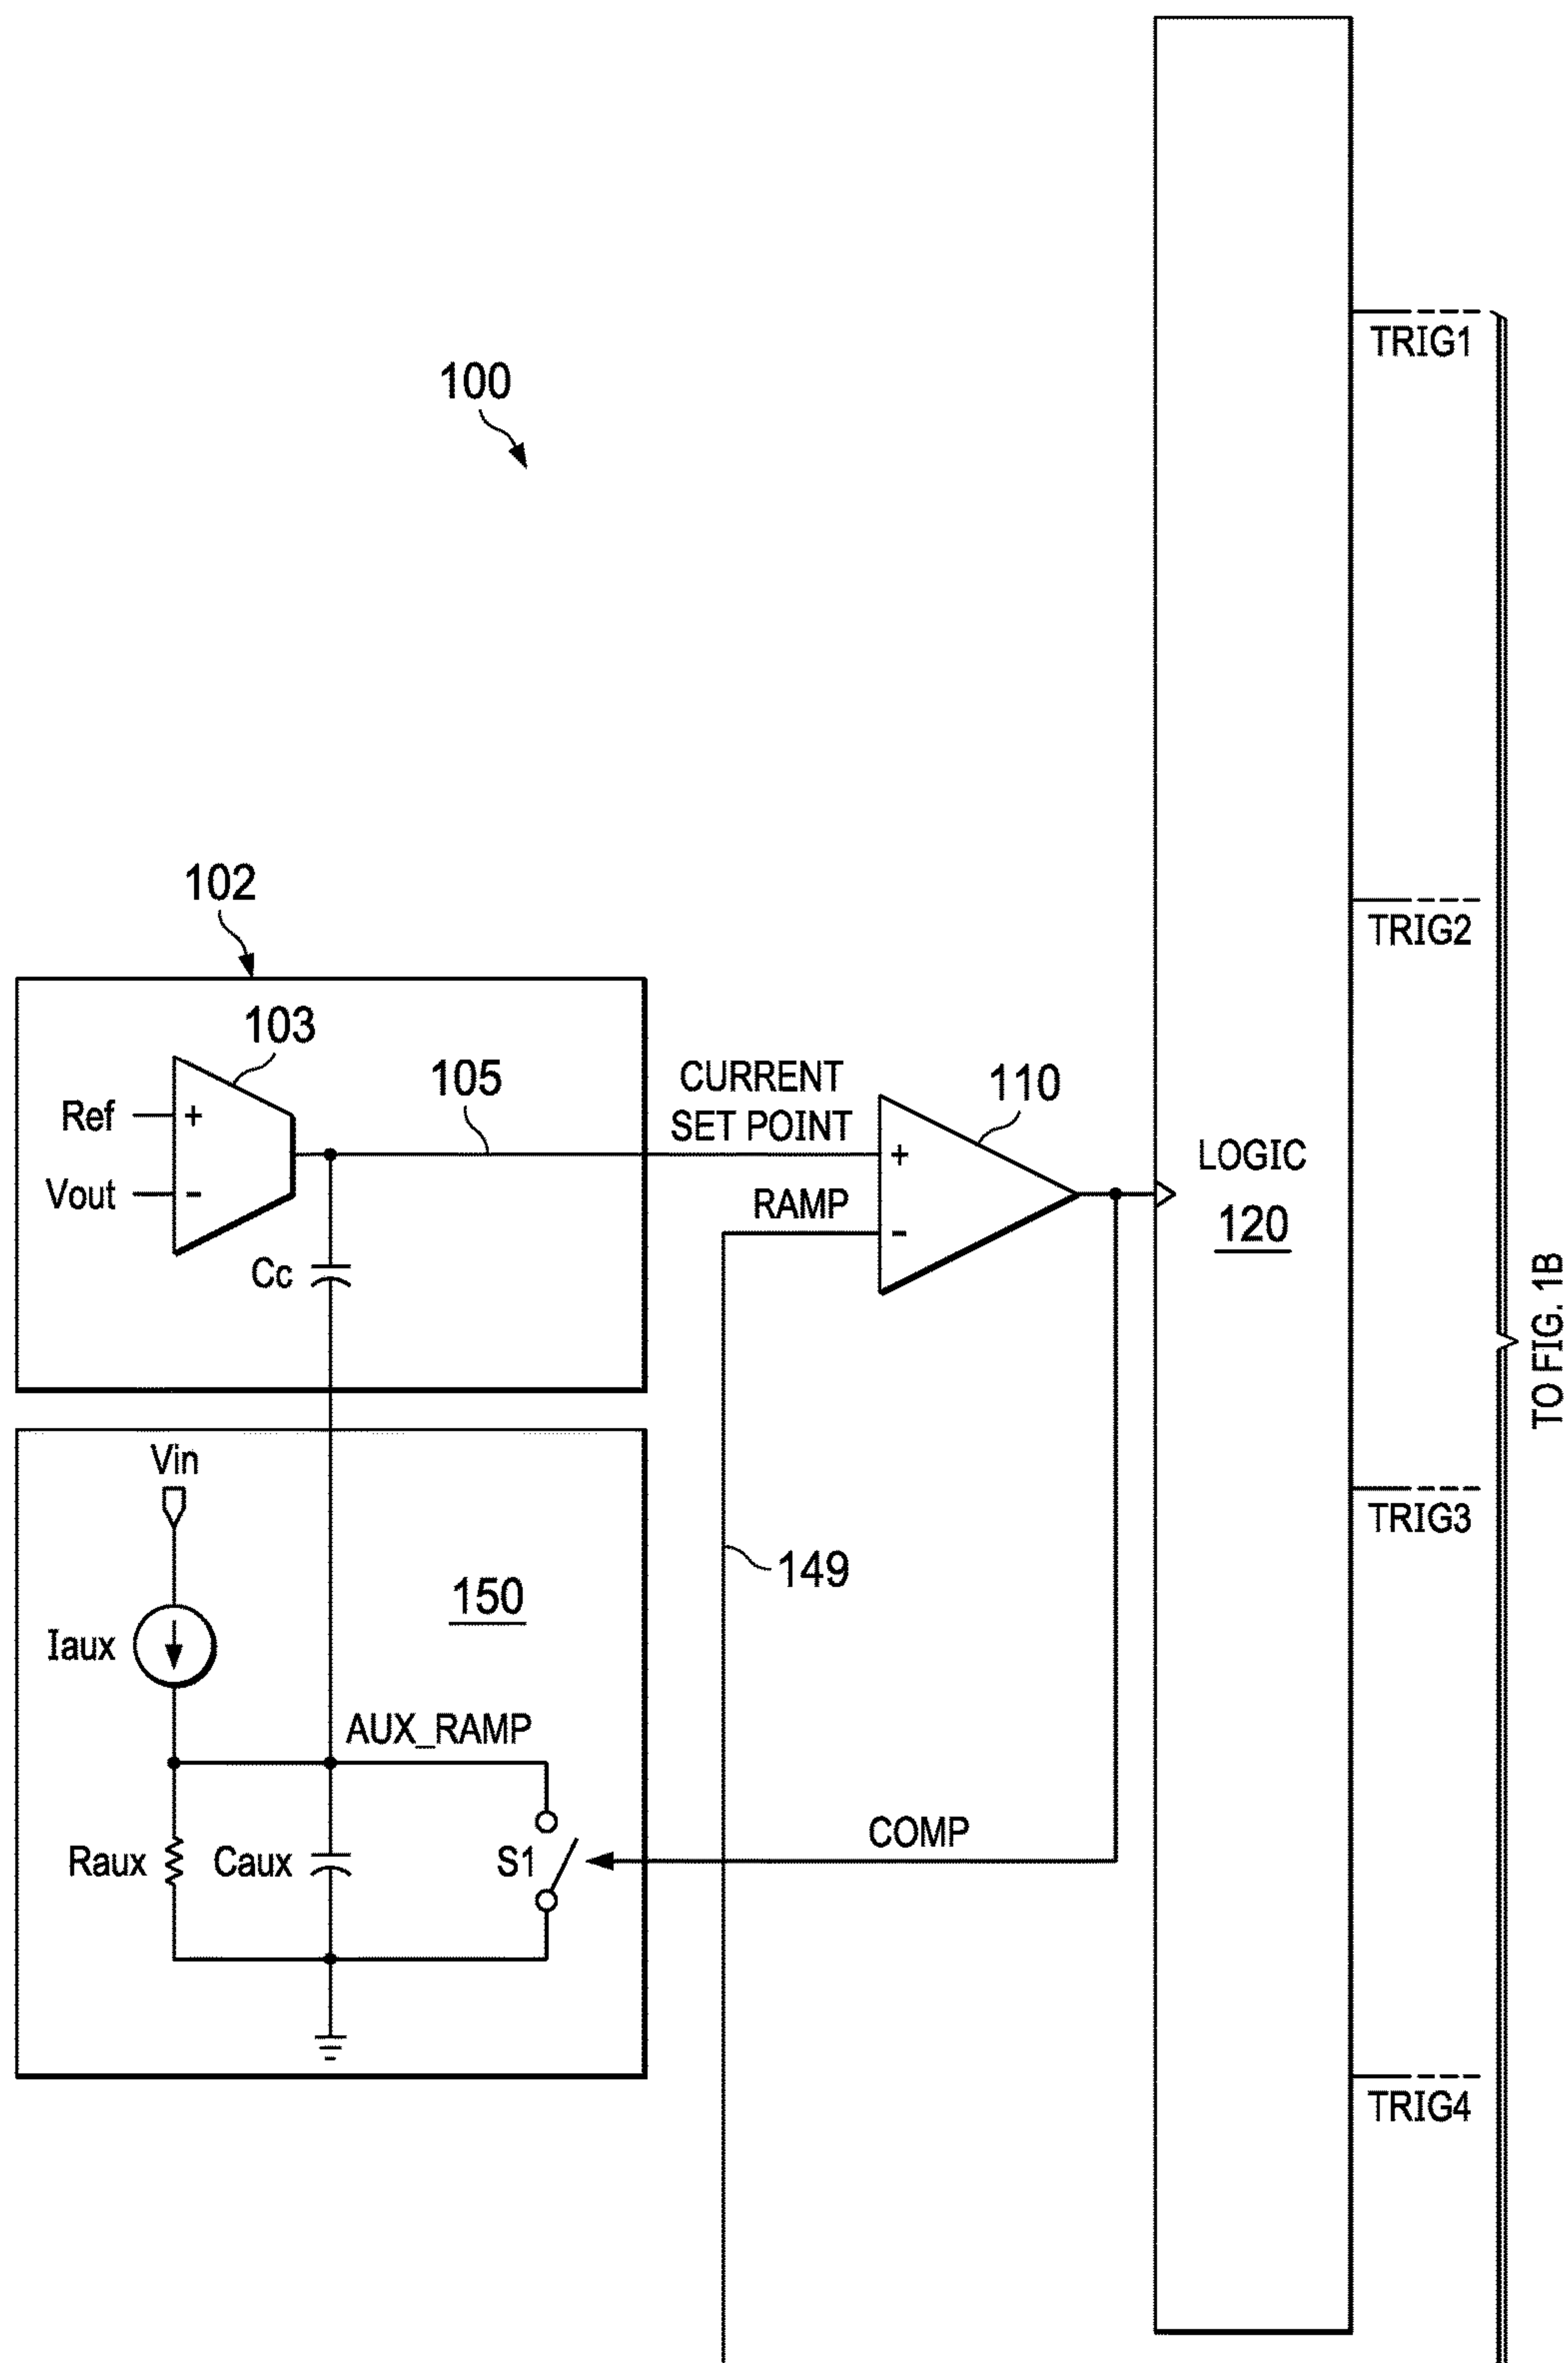 TRIG1
100
102
TRIG2
103
105
CURRENT
SET POINT
110
Ref
+
+
LOGIC
120
Vout
-
RAMP
-
Cc
TO FIG. 1B
Vin
TRIG3
149
150
Iaux
AUX_RAMP
COMP
Raux
Caux
S1
TRIG4